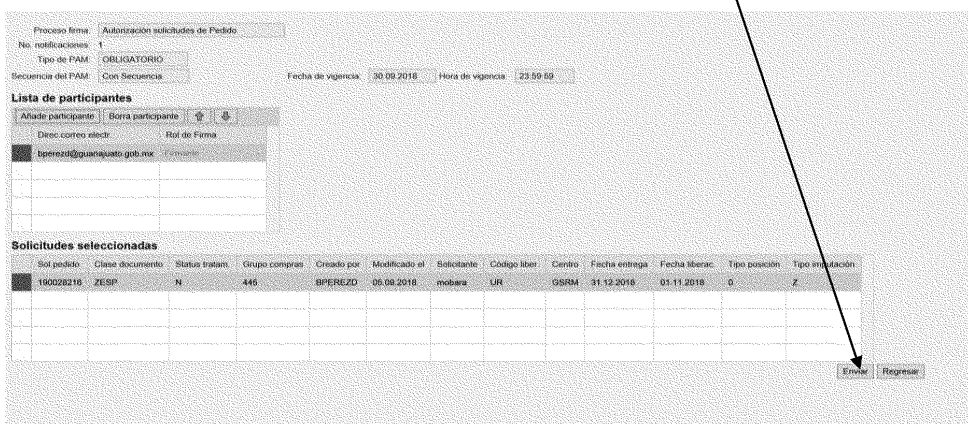 Proceso firma: Autorización solicitudes de Pedido
No. notificaciones: 1
Tipo de PAM: OBLIGATORIO
Secuencia del PAM: Con Secuencia Fecha de vigencia: 30.09.2018 Hora de vigencia: 23:59:59
Lista de participantes
Añade participante Borra participante
Direc.correo electr. Rol de Firma
bperezd@guanajuato.gob.mx Firmante
Solicitudes seleccionadas
Sol.pedido Clase documento Status tratam. Grupo compras Creado por Modificado el Solicitante Código liber. Centro Fecha entrega Fecha liberac. Tipo posición Tipo imputación
190028216 ZESP N 445 BPEREZD 05.09.2018 mobara UR GSRM 31.12.2018 01.11.2018 0 Z
Enviar Regresar